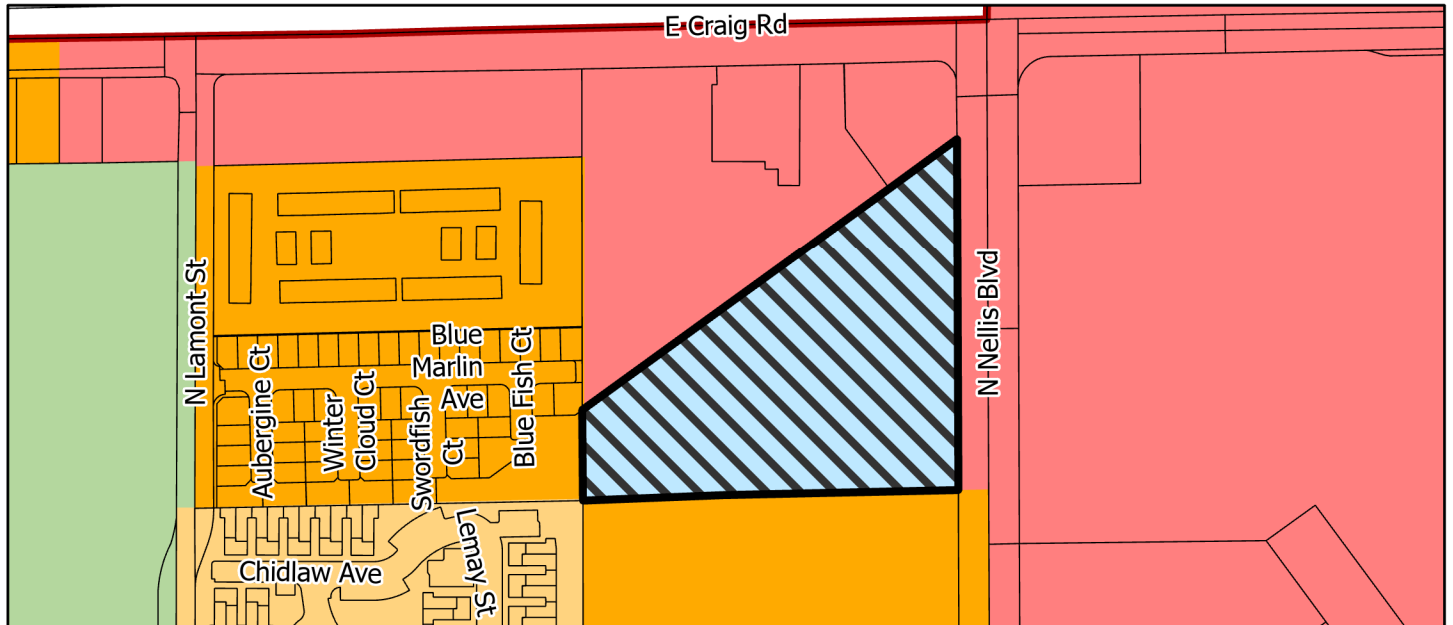 E Craig Rd
N Lamont St
Aubergine Ct
Winter
Cloud Ct
Swordfish
Ct
Blue
Marlin
Ave
Blue Fish Ct
N Nellis Blvd
Chidlaw Ave
Lemay St